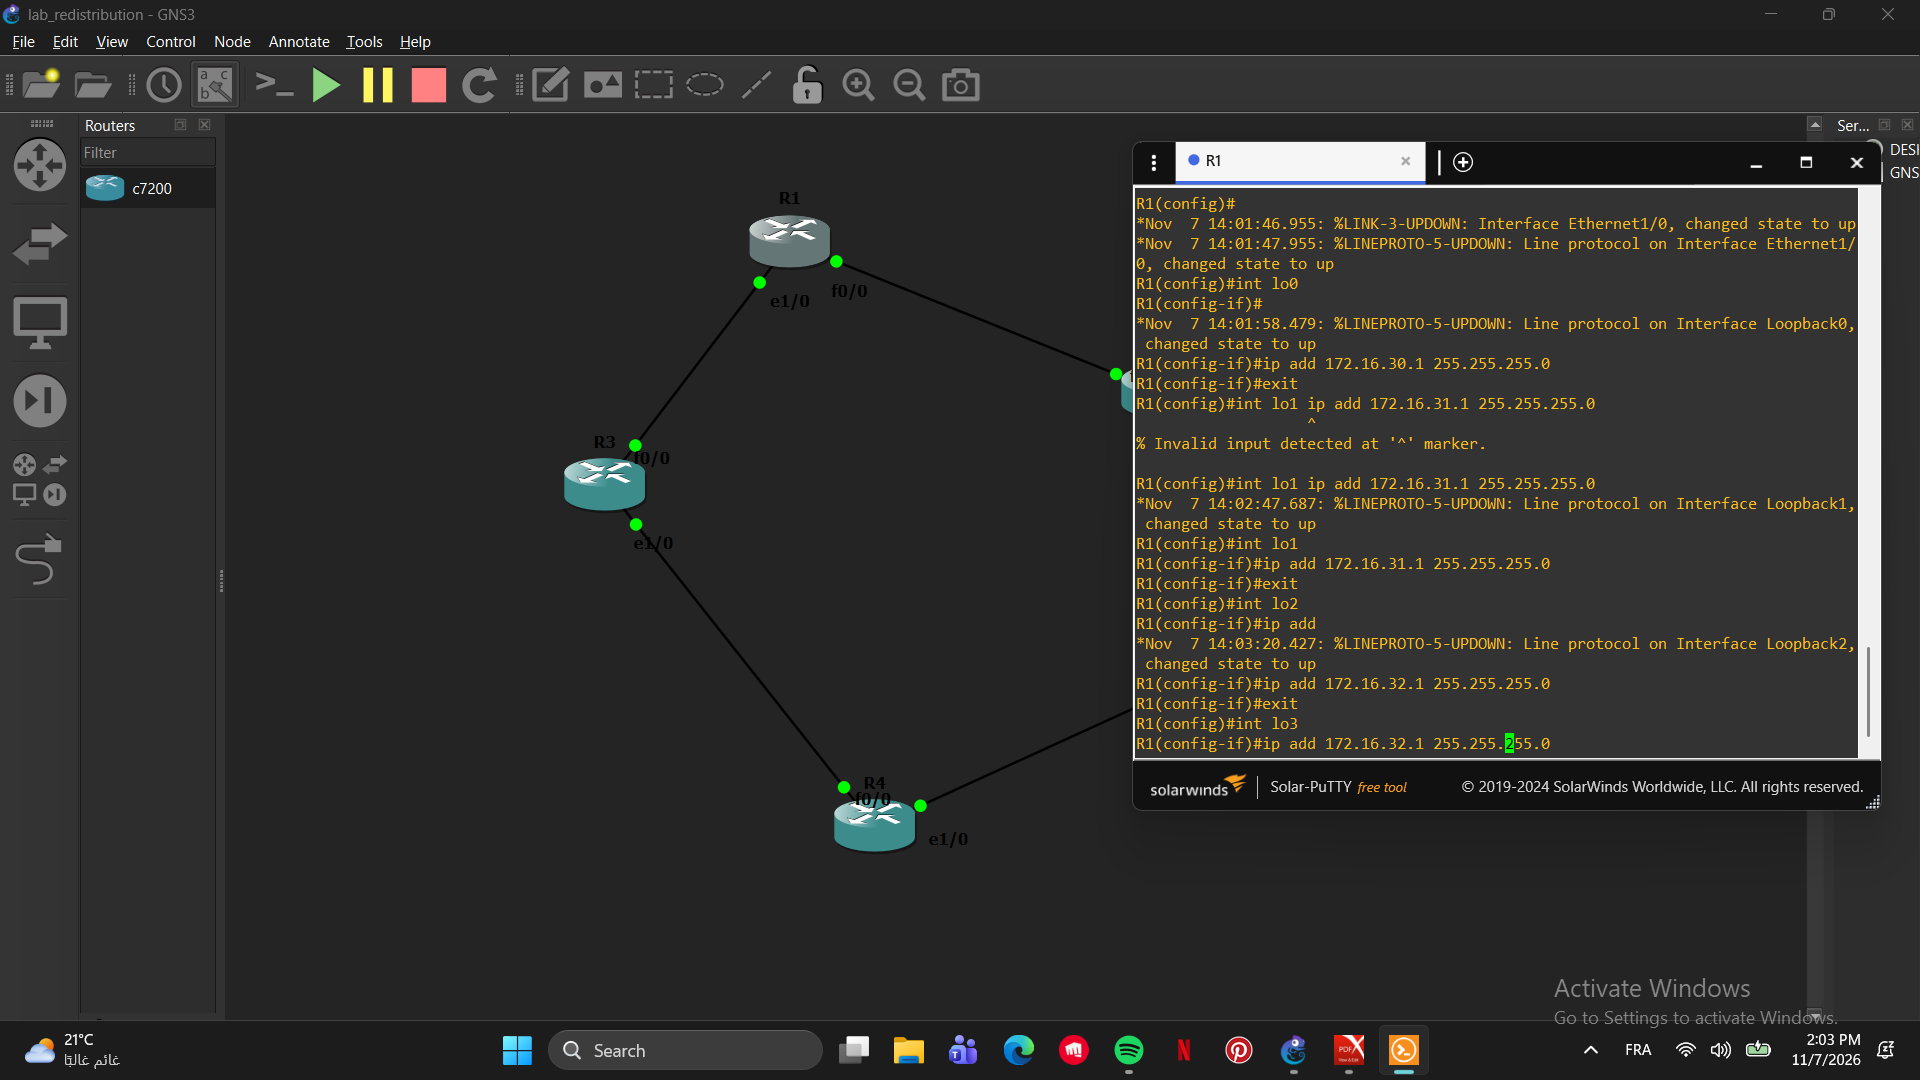 lab_redistribution - GNS3
File Edit View Control Node Annotate Tools Help
Routers
Filter
c7200
R1
e1/0
f0/0
R3
f0/0
e1/0
R4
f0/0
e1/0
Ser...
DES
GNS
R1
R1(config)#
*Nov  7 14:01:46.955: %LINK-3-UPDOWN: Interface Ethernet1/0, changed state to up
*Nov  7 14:01:47.955: %LINEPROTO-5-UPDOWN: Line protocol on Interface Ethernet1/
0, changed state to up
R1(config)#int lo0
R1(config-if)#
*Nov  7 14:01:58.479: %LINEPROTO-5-UPDOWN: Line protocol on Interface Loopback0,
changed state to up
R1(config-if)#ip add 172.16.30.1 255.255.255.0
R1(config-if)#exit
R1(config)#int lo1 ip add 172.16.31.1 255.255.255.0
^
% Invalid input detected at '^' marker.
R1(config)#int lo1 ip add 172.16.31.1 255.255.255.0
*Nov  7 14:02:47.687: %LINEPROTO-5-UPDOWN: Line protocol on Interface Loopback1,
changed state to up
R1(config)#int lo1
R1(config-if)#ip add 172.16.31.1 255.255.255.0
R1(config-if)#exit
R1(config)#int lo2
R1(config-if)#ip add
*Nov  7 14:03:20.427: %LINEPROTO-5-UPDOWN: Line protocol on Interface Loopback2,
changed state to up
R1(config-if)#ip add 172.16.32.1 255.255.255.0
R1(config-if)#exit
R1(config)#int lo3
R1(config-if)#ip add 172.16.32.1 255.255.255.0
solarwinds Solar-PuTTY free tool © 2019-2024 SolarWinds Worldwide, LLC. All rights reserved.
Activate Windows
Go to Settings to activate Windows.
21°C
غائم غالبًا
Search
FRA
2:03 PM
11/7/2026